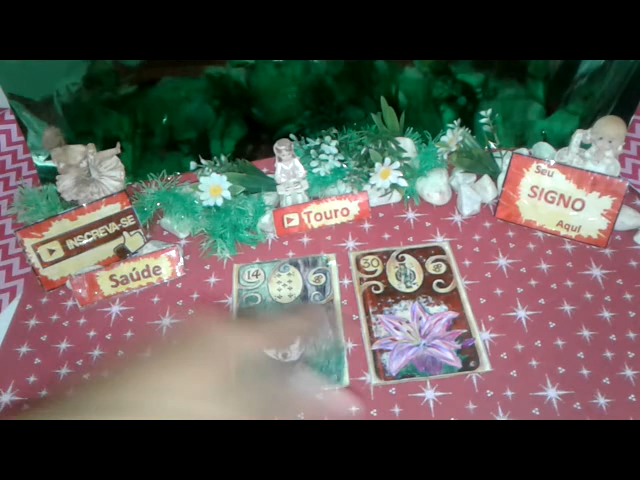 INSCREVA-SE
Saúde
Touro
Seu
SIGNO
Aqui
14
30